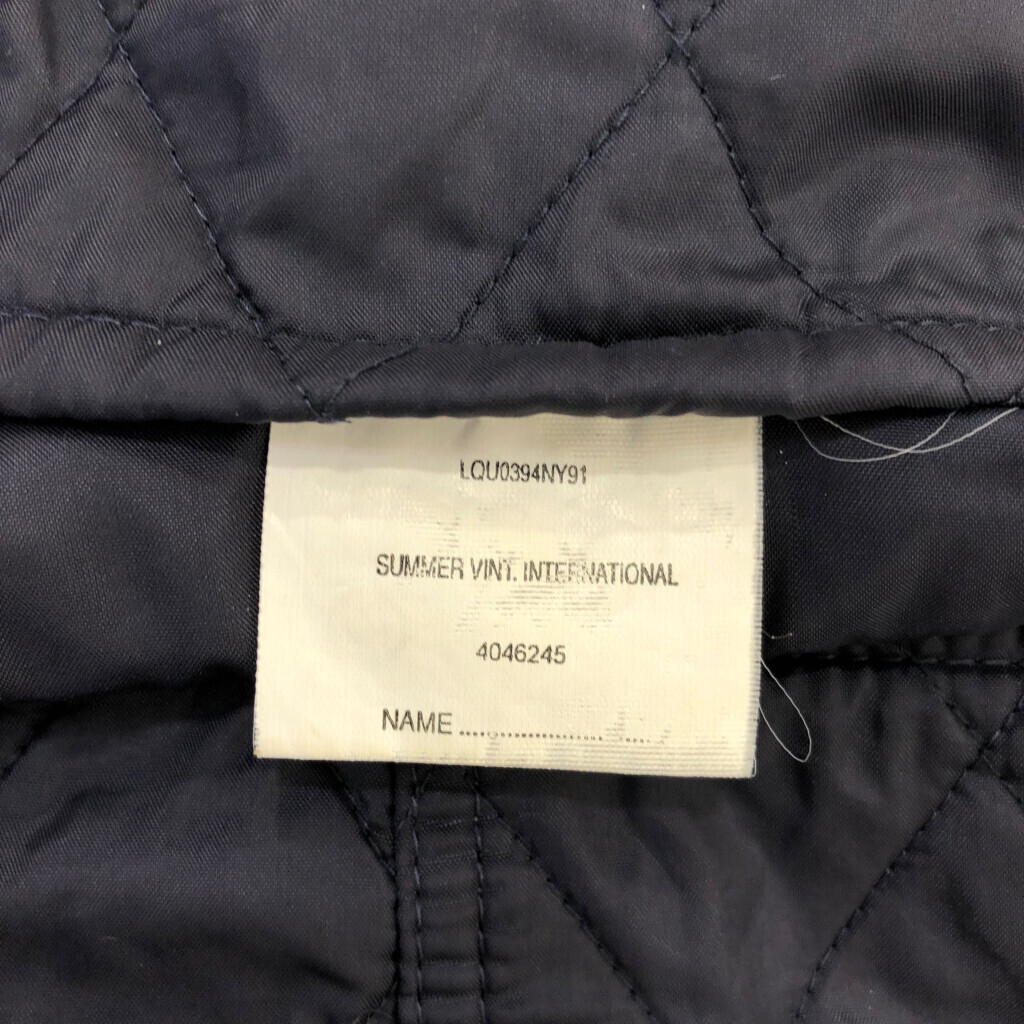 LQU0394NY91
SUMMER VINT. INTERNATIONAL
4046245
NAME ..............................